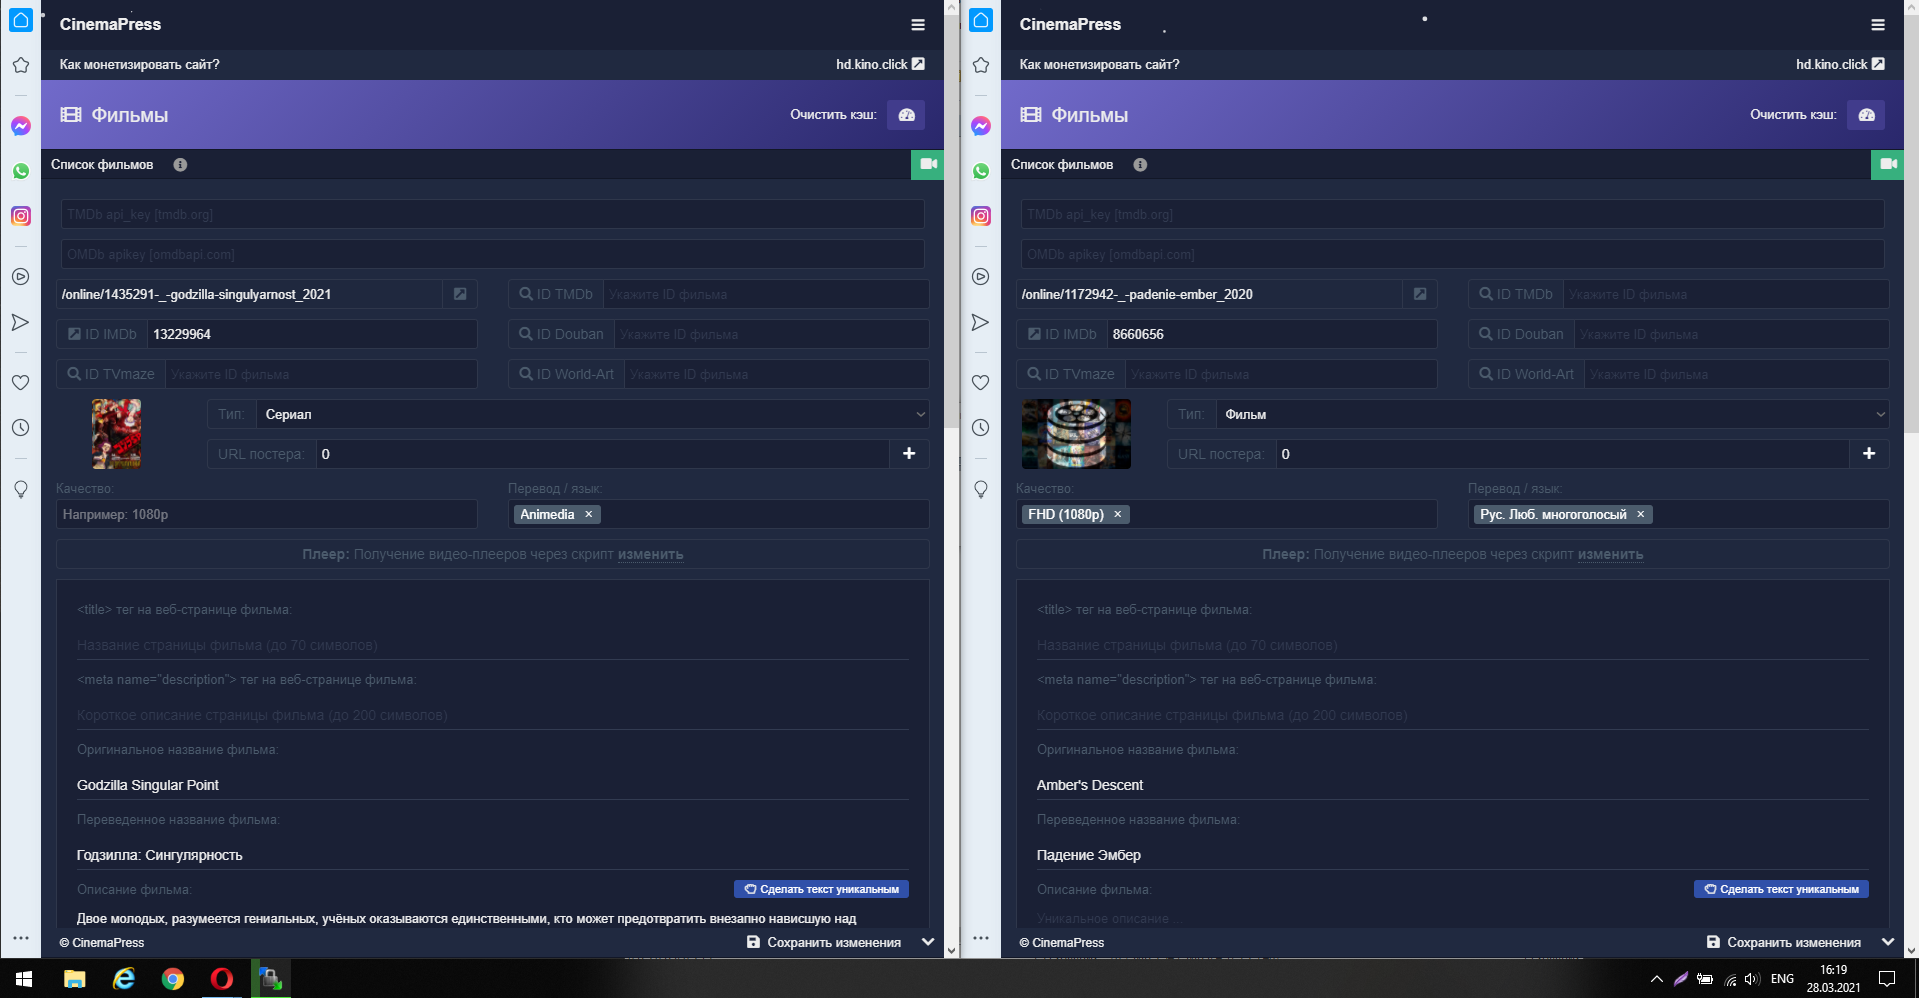 CinemaPress
Как монетизировать сайт?
hd.kino.click
Фильмы
Очистить кэш:
Список фильмов
TMDb api_key [tmdb.org]
OMDb apikey [omdbapi.com]
/online/1435291-_-godzilla-singulyarnost_2021
ID TMDb Укажите ID фильма
ID IMDb 13229964
ID Douban Укажите ID фильма
ID TVmaze Укажите ID фильма
ID World-Art Укажите ID фильма
Тип: Сериал
URL постера: 0
Качество:
Перевод / язык:
Например: 1080p
Animedia ×
Плеер: Получение видео-плееров через скрипт изменить
<title> тег на веб-странице фильма:
Название страницы фильма (до 70 символов)
<meta name="description"> тег на веб-странице фильма:
Короткое описание страницы фильма (до 200 символов)
Оригинальное название фильма:
Godzilla Singular Point
Переведенное название фильма:
Годзилла: Сингулярность
Описание фильма:
Сделать текст уникальным
Двое молодых, разумеется гениальных, учёных оказываются единственными, кто может предотвратить внезапно нависшую над
© CinemaPress
Сохранить изменения
CinemaPress
Как монетизировать сайт?
hd.kino.click
Фильмы
Очистить кэш:
Список фильмов
TMDb api_key [tmdb.org]
OMDb apikey [omdbapi.com]
/online/1172942-_-padenie-ember_2020
ID TMDb Укажите ID фильма
ID IMDb 8660656
ID Douban Укажите ID фильма
ID TVmaze Укажите ID фильма
ID World-Art Укажите ID фильма
Тип: Фильм
URL постера: 0
Качество:
Перевод / язык:
FHD (1080p) ×
Рус. Люб. многоголосый ×
Плеер: Получение видео-плееров через скрипт изменить
<title> тег на веб-странице фильма:
Название страницы фильма (до 70 символов)
<meta name="description"> тег на веб-странице фильма:
Короткое описание страницы фильма (до 200 символов)
Оригинальное название фильма:
Amber's Descent
Переведенное название фильма:
Падение Эмбер
Описание фильма:
Сделать текст уникальным
Уникальное описание ...
© CinemaPress
Сохранить изменения
ENG
16:19
28.03.2021